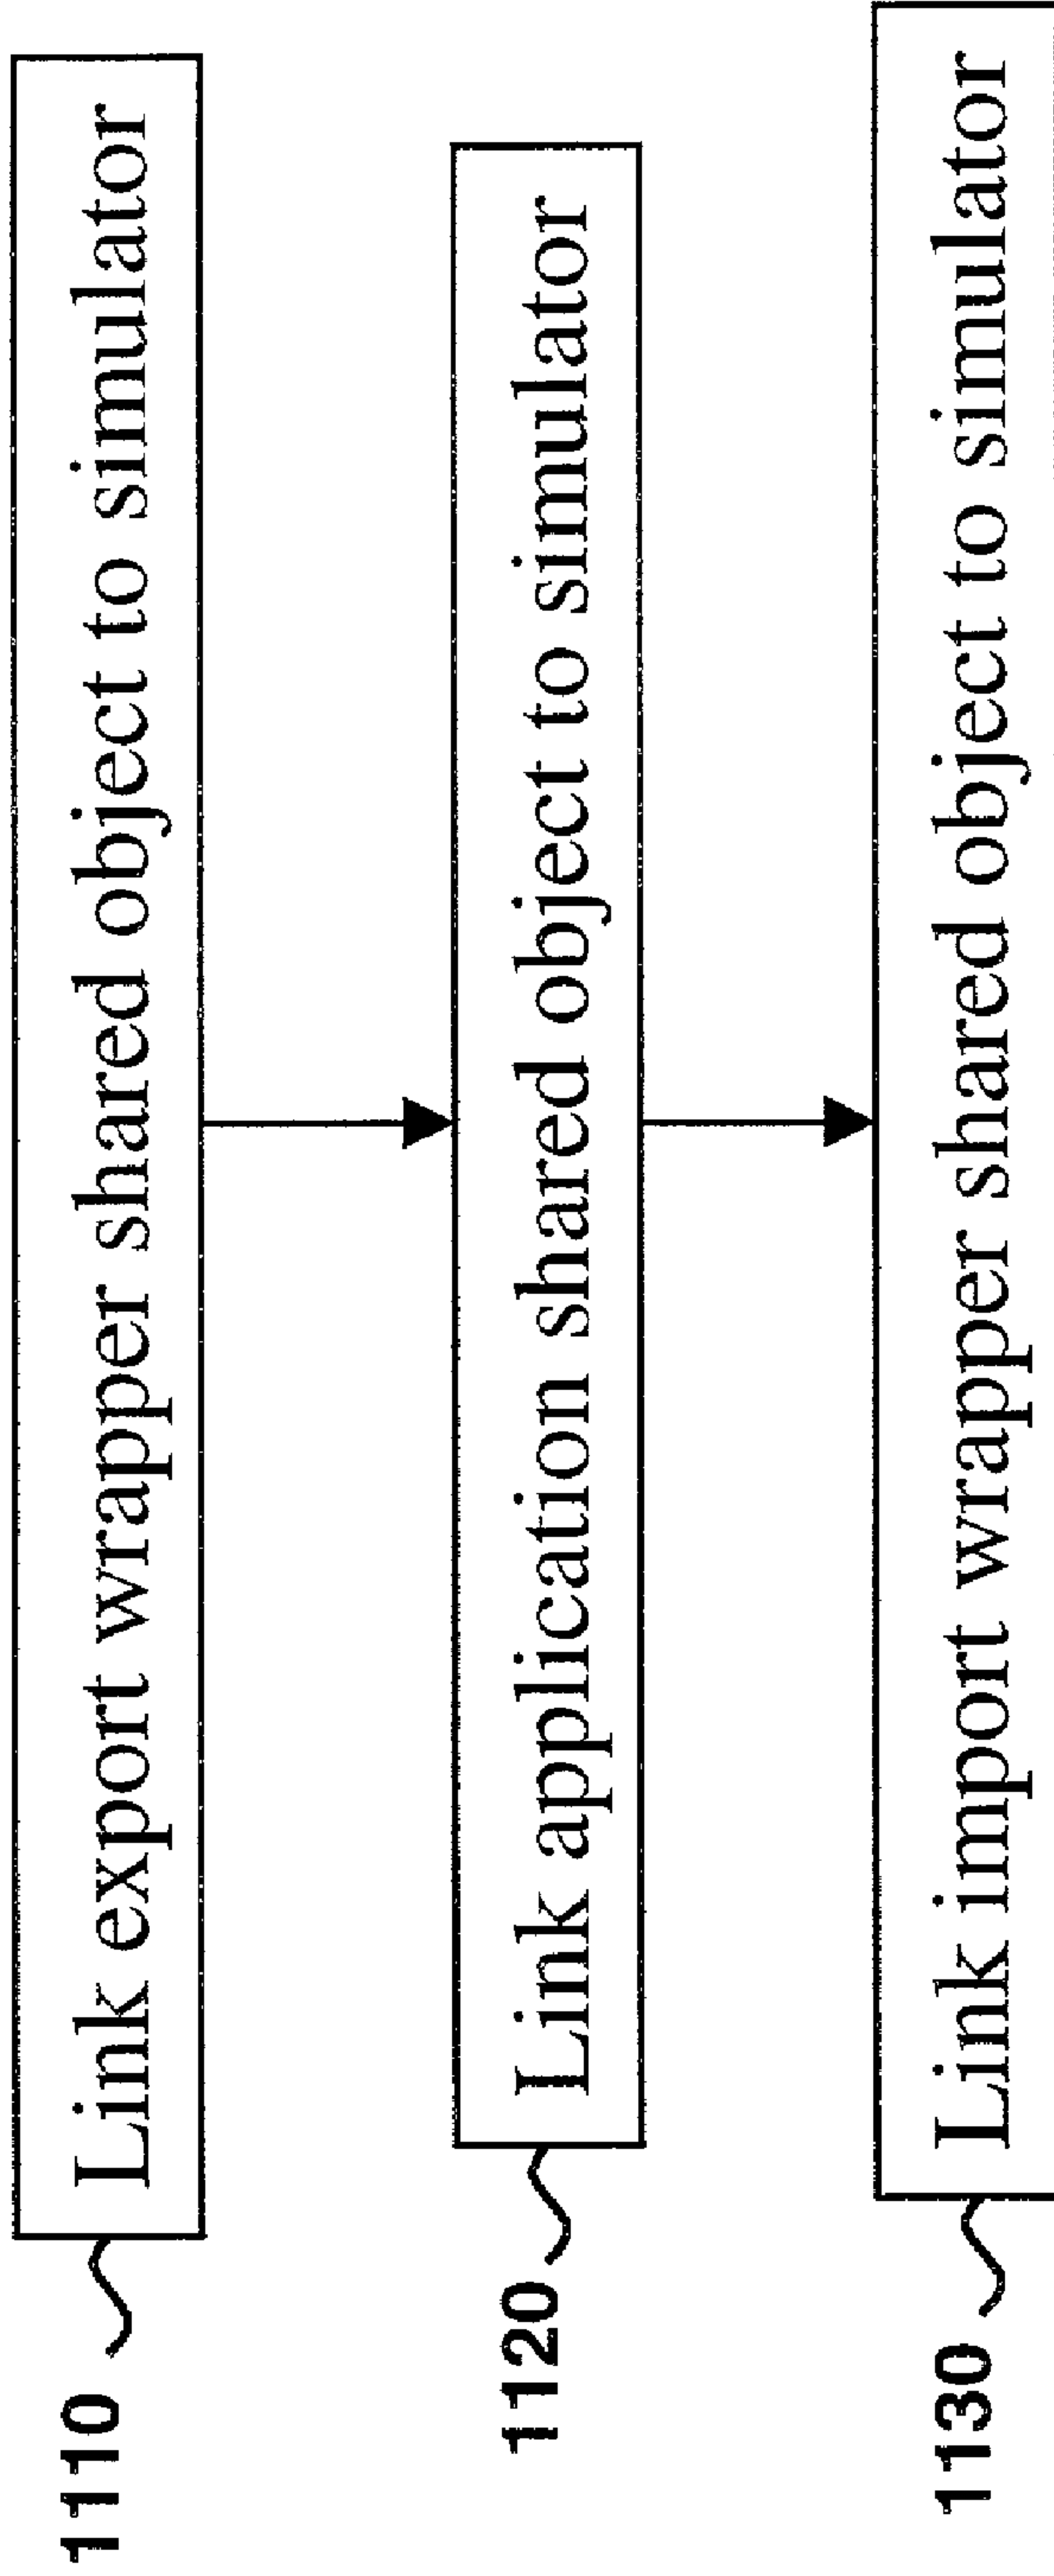 1110 Link export wrapper shared object to simulator
1120 Link application shared object to simulator
1130 Link import wrapper shared object to simulator